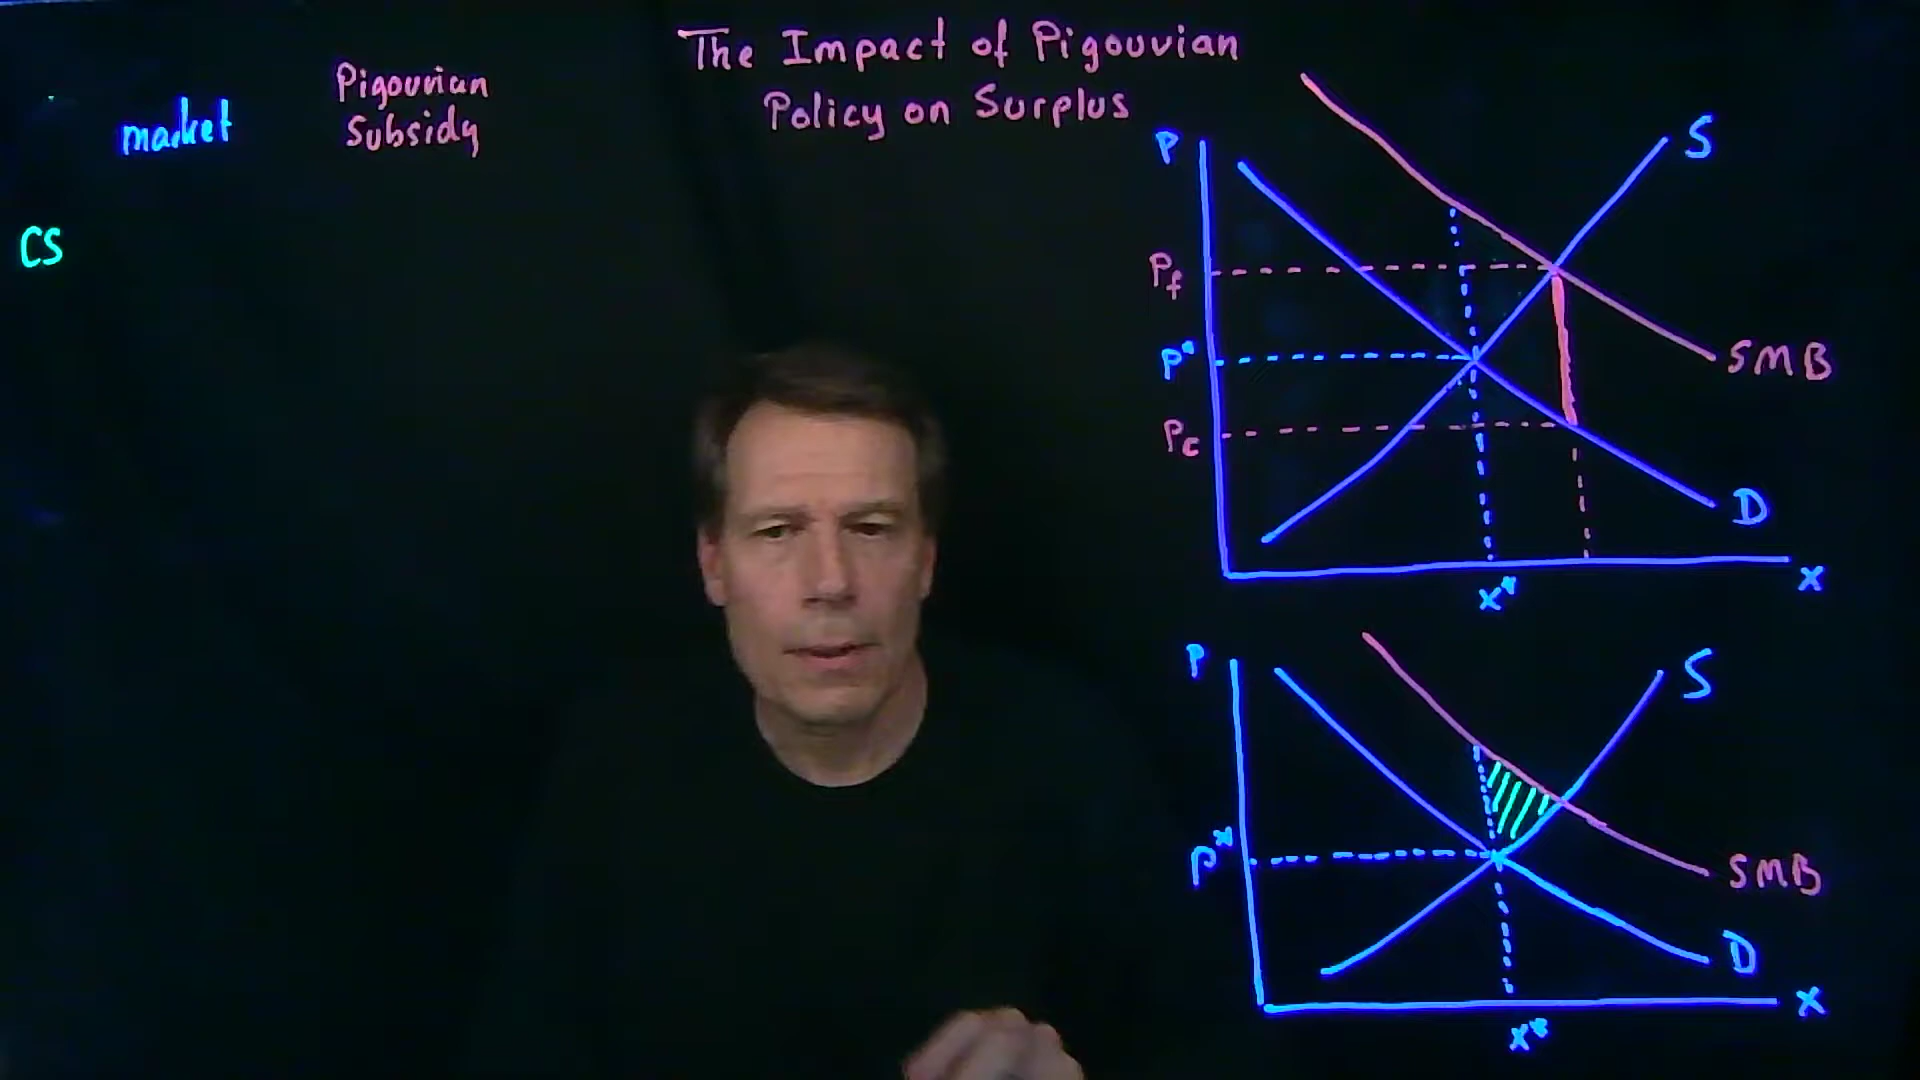 The Impact of Pigouvian
Policy on Surplus
market
Pigouvian
Subsidy
CS
P
S
Pf
P*
SMB
Pc
D
X
X*
P
S
P*
SMB
D
X
X*